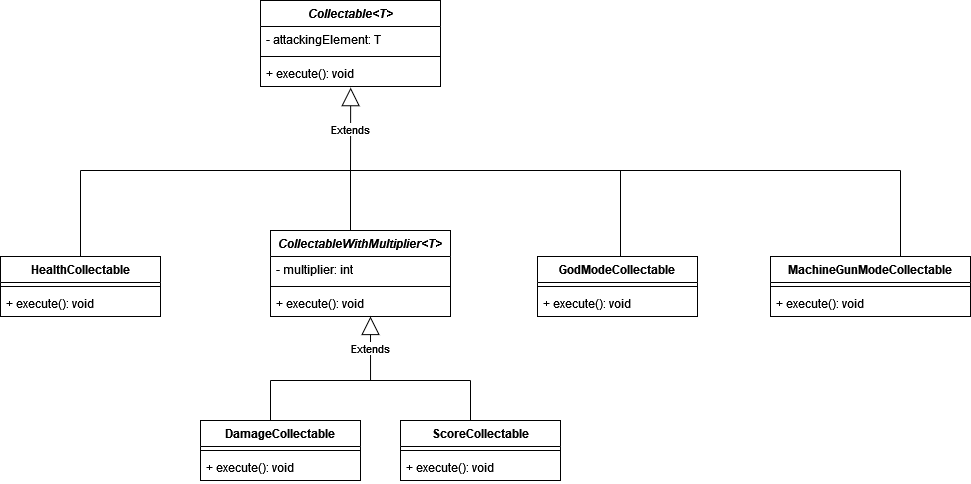 Collectable<T>
- attackingElement: T
+ execute(): void
Extends
CollectableWithMultiplier<T>
- multiplier: int
+ execute(): void
HealthCollectable
+ execute(): void
GodModeCollectable
+ execute(): void
MachineGunModeCollectable
+ execute(): void
Extends
DamageCollectable
+ execute(): void
ScoreCollectable
+ execute(): void